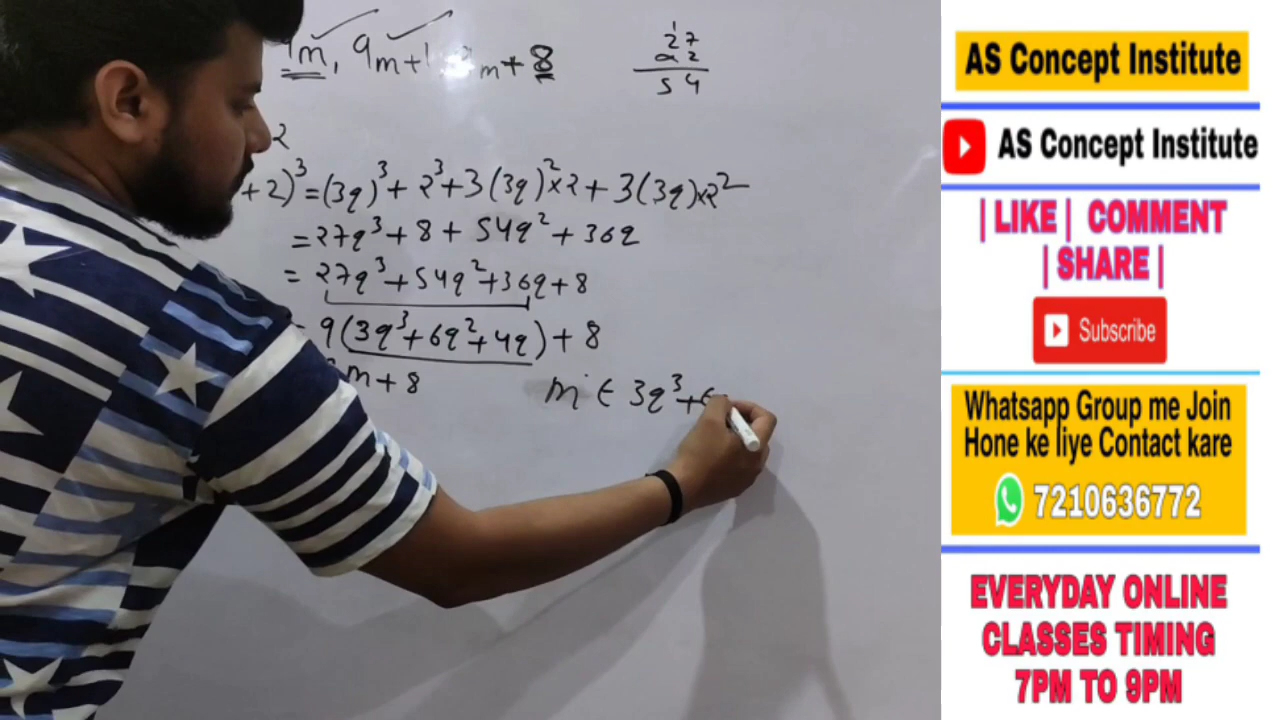 9m, 9m+1 m+8
27
×2
54
2
+2)³ = (3q)³ + 2³ + 3(3q)²×2 + 3(3q)×2²
= 27q³ + 8 + 54q² + 36q
= 27q³ + 54q² + 36q + 8
= 9(3q³ + 6q² + 4q) + 8
m + 8
m ∈ 3q³ +
AS Concept Institute
AS Concept Institute
| LIKE | COMMENT
| SHARE |
Subscribe
Whatsapp Group me Join
Hone ke liye Contact kare
7210636772
EVERYDAY ONLINE
CLASSES TIMING
7PM TO 9PM